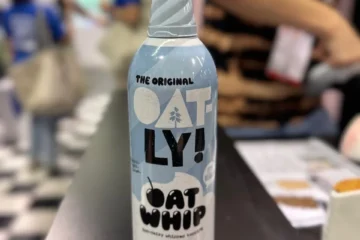 THE ORIGINAL
OAT-
LY!
OAT
WHIP